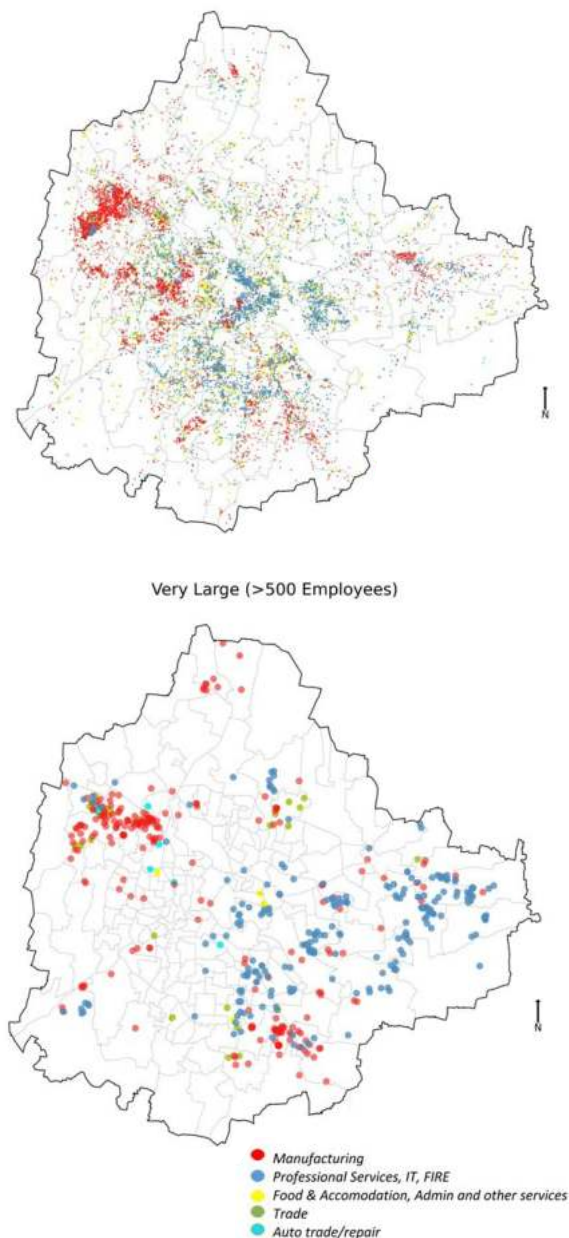 N
Very Large (>500 Employees)
N
Manufacturing
Professional Services, IT, FIRE
Food & Accomodation, Admin and other services
Trade
Auto trade/repair